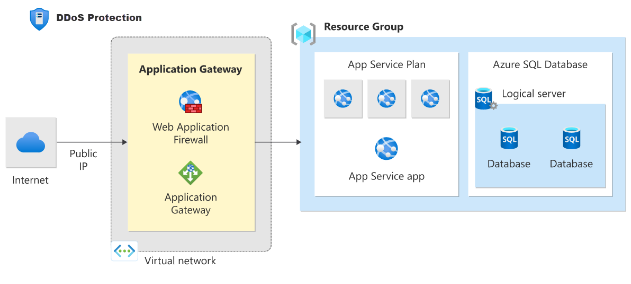 DDoS Protection
Resource Group
Application Gateway
Web Application
Firewall
Application
Gateway
Virtual network
Internet
Public
IP
App Service Plan
App Service app
Azure SQL Database
Logical server
SQL
SQL
Database
SQL
Database